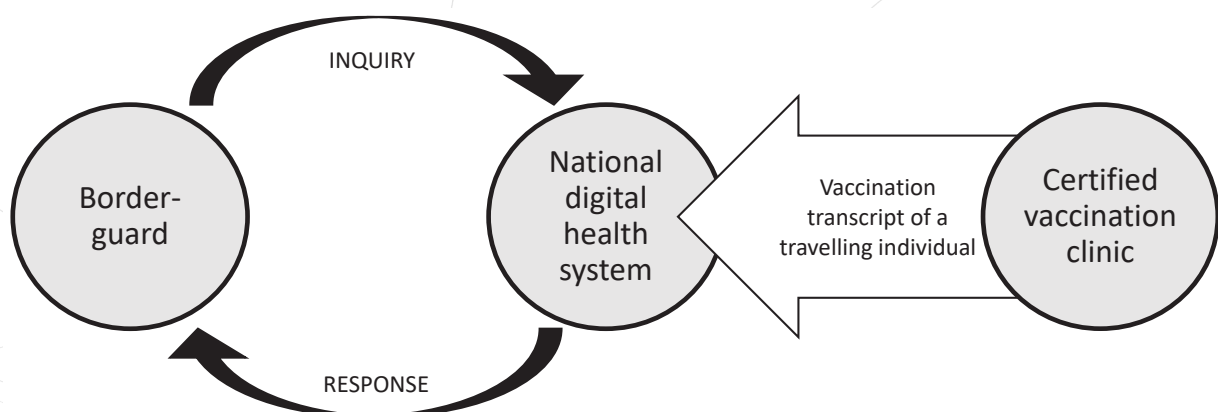 INQUIRY
Border-
guard
National
digital
health
system
Vaccination
transcript of a
travelling individual
Certified
vaccination
clinic
RESPONSE